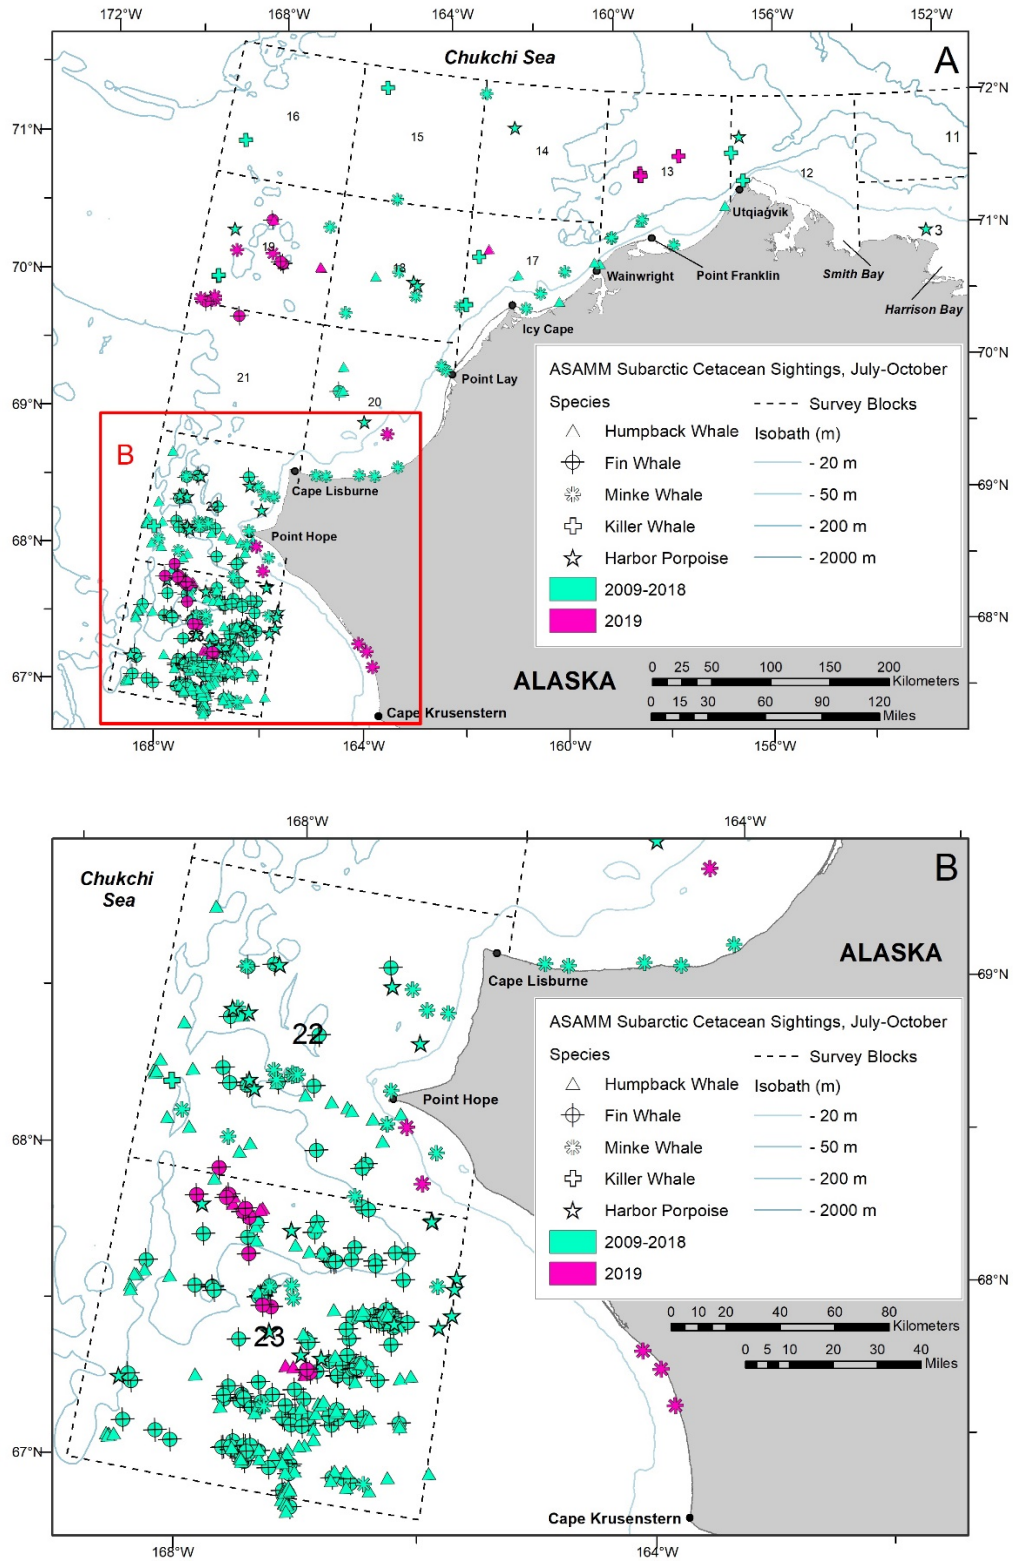 172°W 168°W 164°W 160°W 156°W 152°W
Chukchi Sea
A
72°N
71°N
16
15
14
13
12
11
71°N
Utqiaġvik
3
19
18
17
70°N
Wainwright
Point Franklin
Smith Bay
Harrison Bay
Icy Cape
70°N
21
20
Point Lay
69°N
B
Cape Lisburne
69°N
22
Point Hope
68°N
23
68°N
67°N
Cape Krusenstern
ALASKA
ASAMM Subarctic Cetacean Sightings, July-October
Species
Humpback Whale
Fin Whale
Minke Whale
Killer Whale
Harbor Porpoise
2009-2018
2019
Survey Blocks
Isobath (m)
- 20 m
- 50 m
- 200 m
- 2000 m
0 25 50 100 150 200
Kilometers
0 15 30 60 90 120
Miles
168°W 164°W 160°W 156°W
168°W 164°W
Chukchi
Sea
B
ALASKA
Cape Lisburne
69°N
22
Point Hope
68°N
23
68°N
67°N
Cape Krusenstern
ASAMM Subarctic Cetacean Sightings, July-October
Species
Humpback Whale
Fin Whale
Minke Whale
Killer Whale
Harbor Porpoise
2009-2018
2019
Survey Blocks
Isobath (m)
- 20 m
- 50 m
- 200 m
- 2000 m
0 10 20 40 60 80
Kilometers
0 5 10 20 30 40
Miles
168°W 164°W